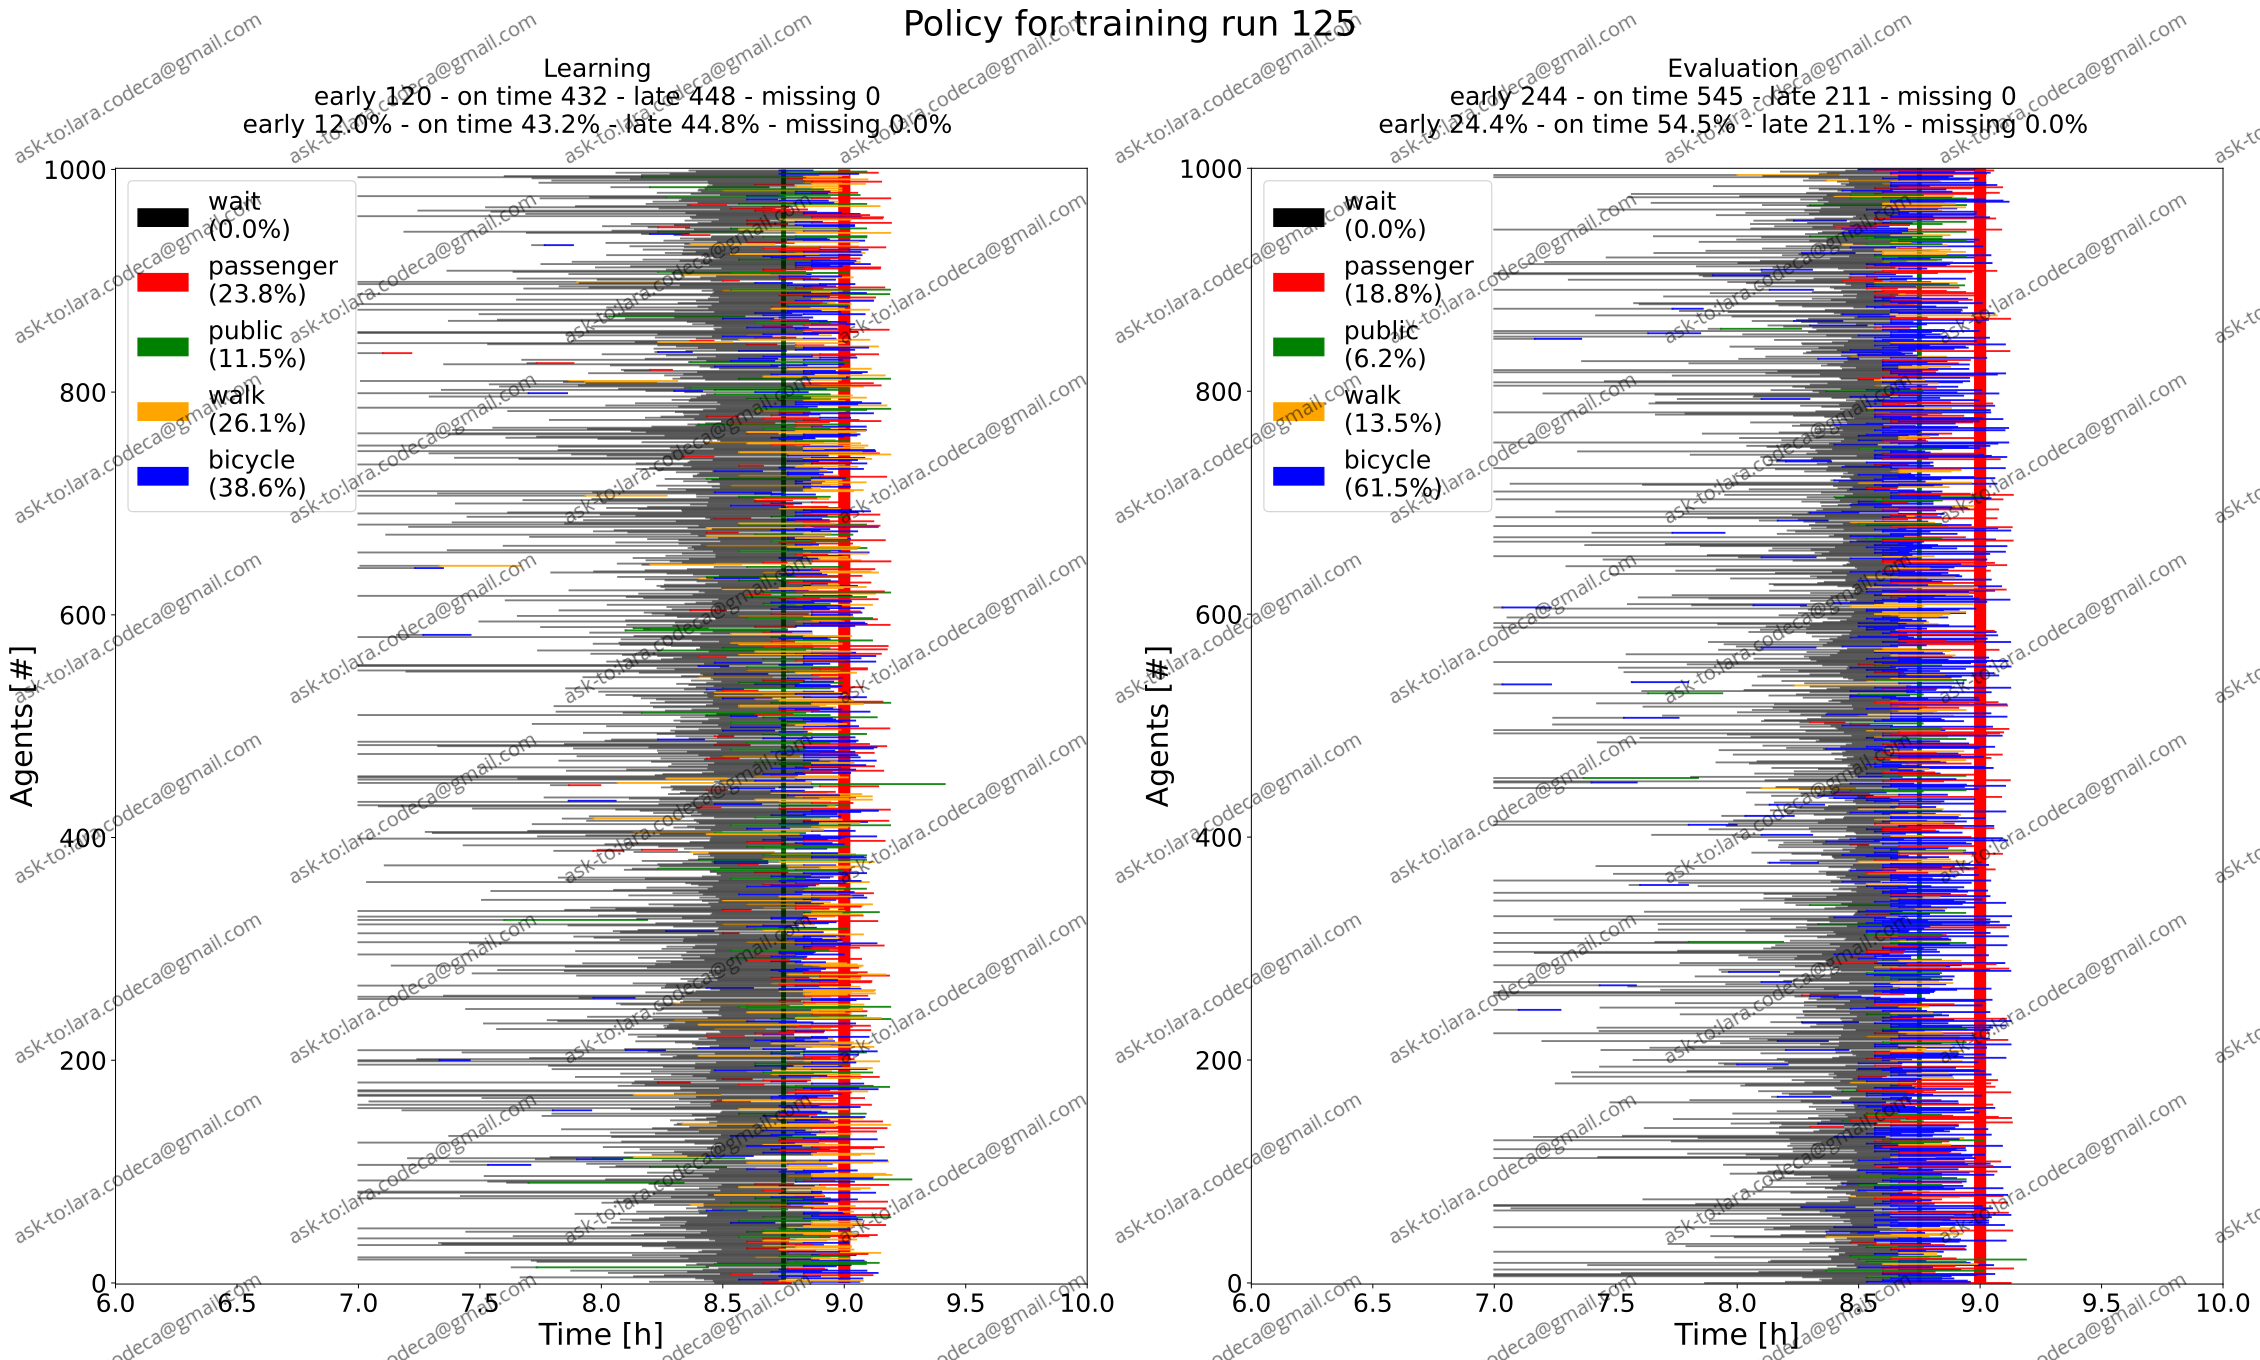 Policy for training run 125
Learning
early 120 - on time 432 - late 448 - missing 0
early 12.0% - on time 43.2% - late 44.8% - missing 0.0%
1000
800
600
400
200
0
Agents [#]
wait
(0.0%)
passenger
(23.8%)
public
(11.5%)
walk
(26.1%)
bicycle
(38.6%)
6.0 6.5 7.0 7.5 8.0 8.5 9.0 9.5 10.0
Time [h]
Evaluation
early 244 - on time 545 - late 211 - missing 0
early 24.4% - on time 54.5% - late 21.1% - missing 0.0%
1000
800
600
400
200
0
Agents [#]
wait
(0.0%)
passenger
(18.8%)
public
(6.2%)
walk
(13.5%)
bicycle
(61.5%)
6.0 6.5 7.0 7.5 8.0 8.5 9.0 9.5 10.0
Time [h]
ask-to:lara.codeca@gmail.com